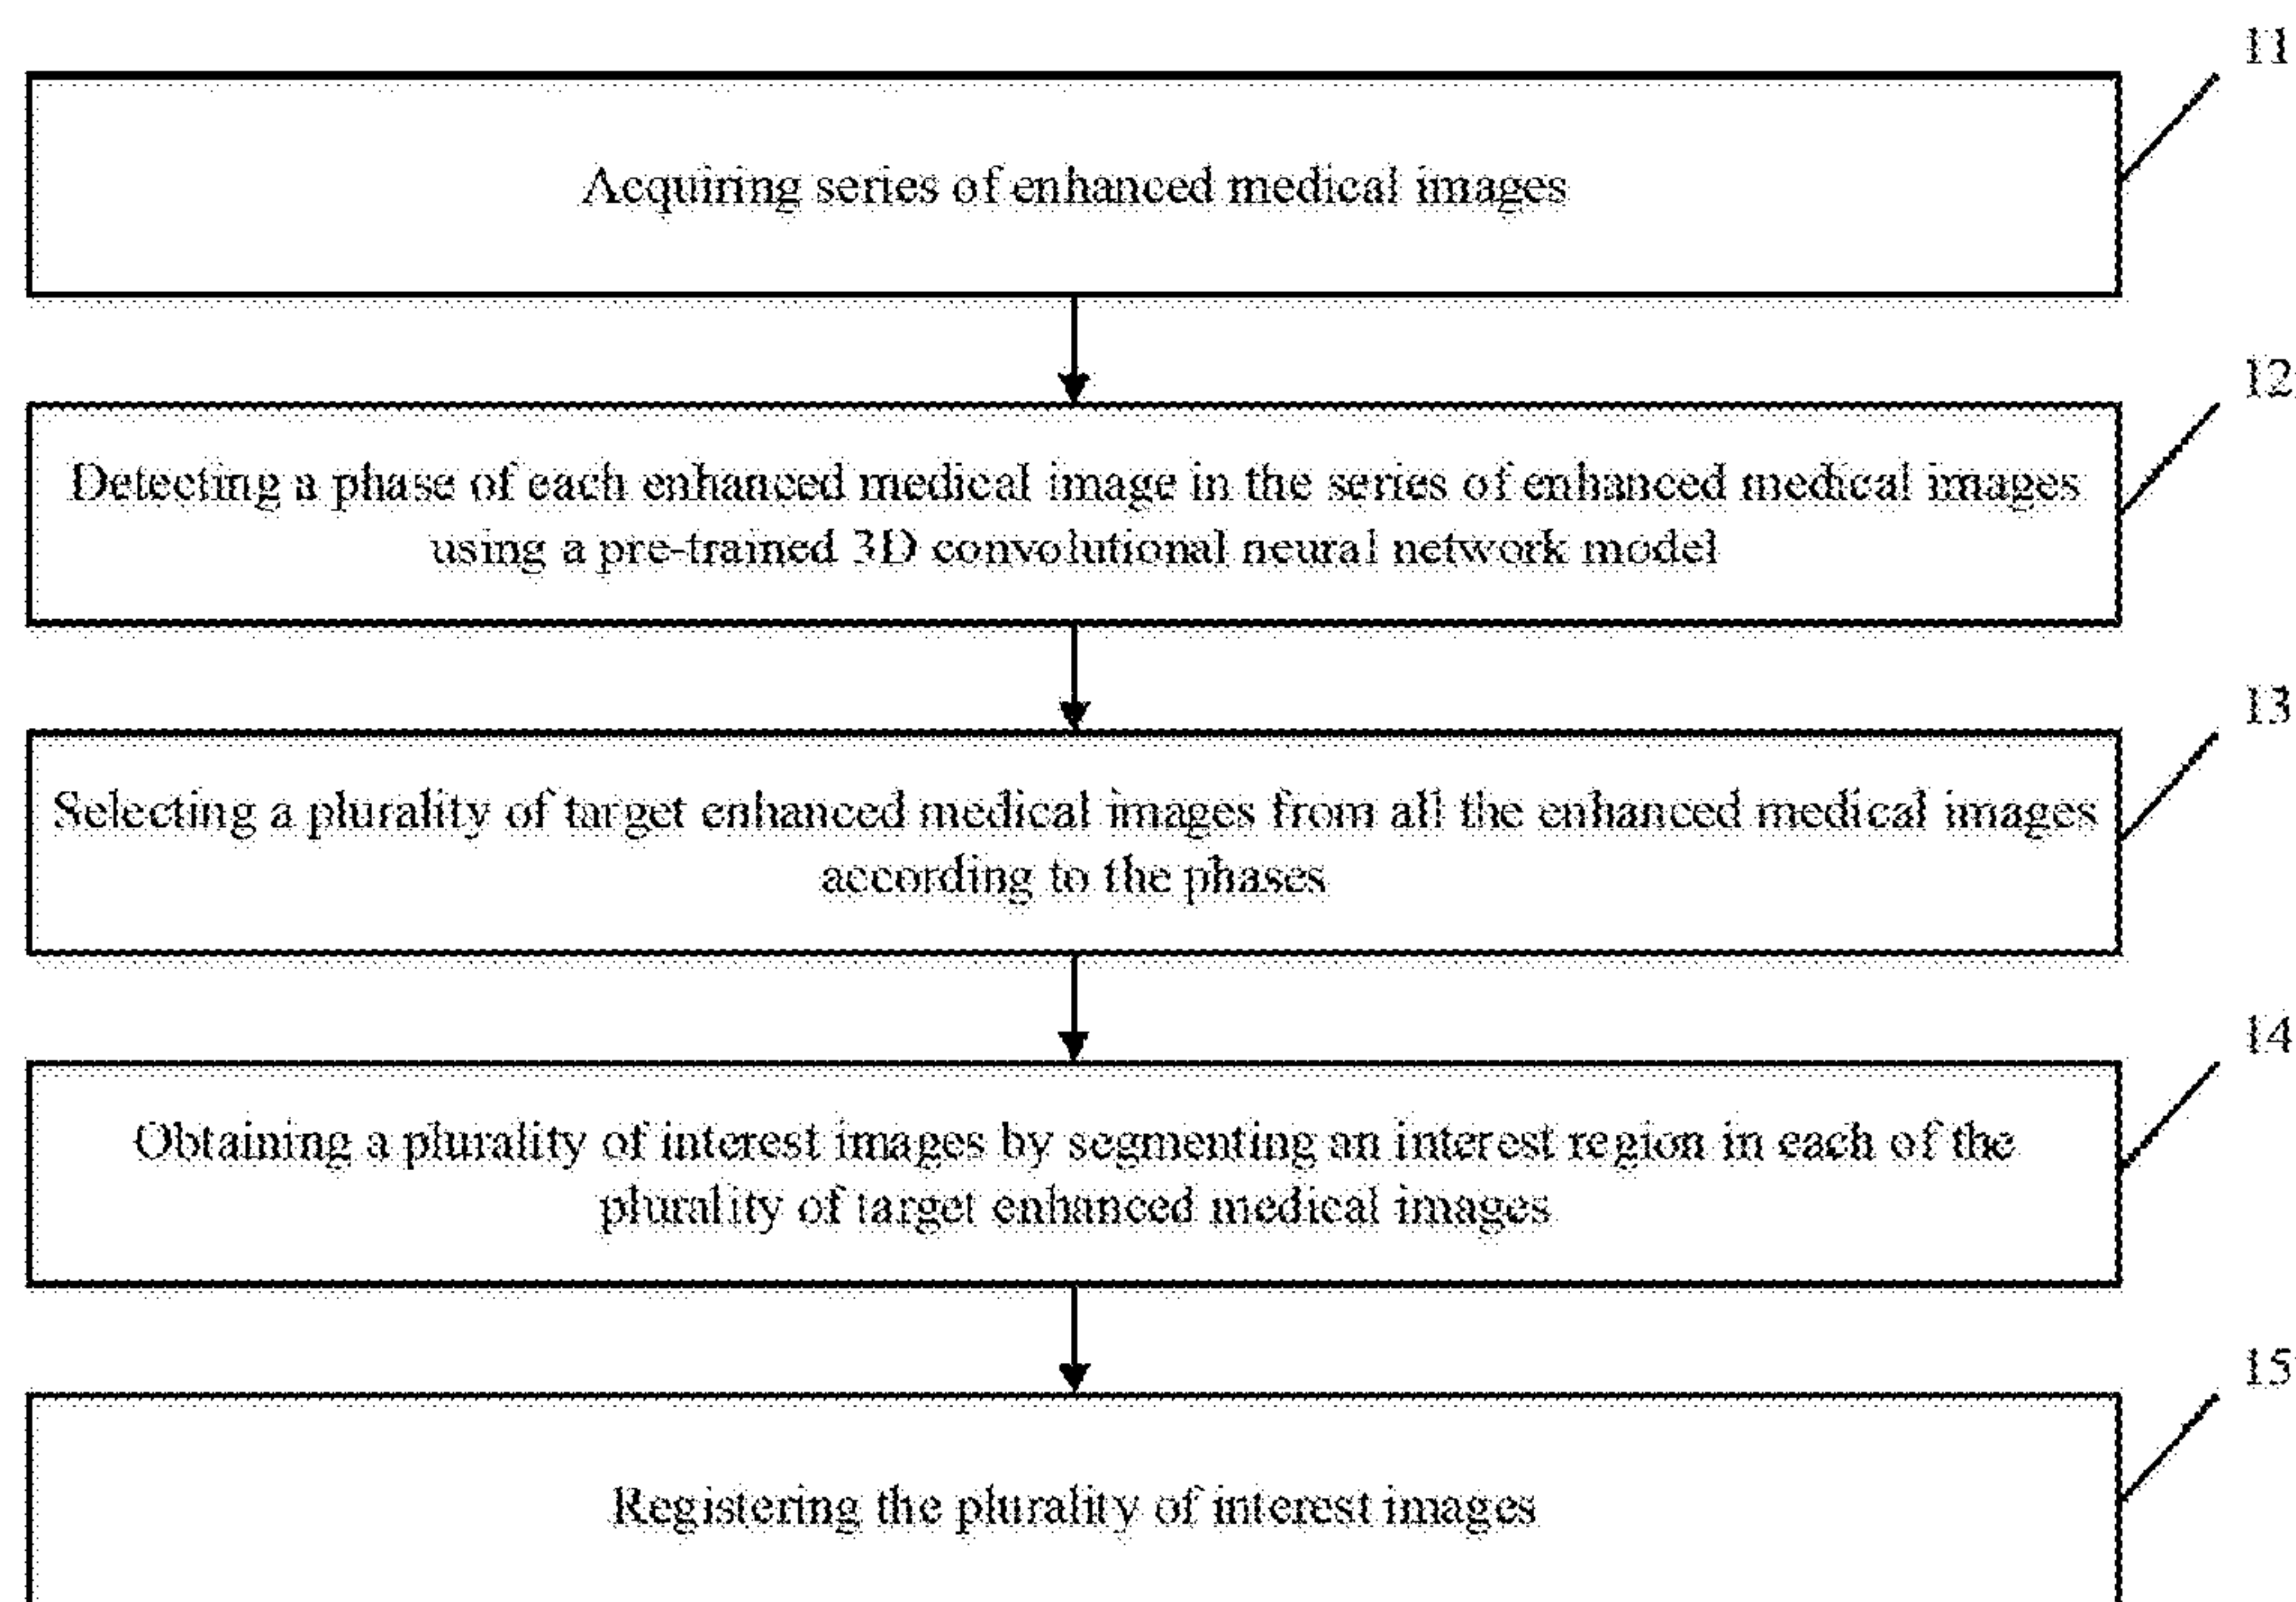 11
Acquiring series of enhanced medical images
12
Detecting a phase of each enhanced medical image in the series of enhanced medical images
using a pre-trained 3D convolutional neural network model
13
Selecting a plurality of target enhanced medical images from all the enhanced medical images
according to the phases
14
Obtaining a plurality of interest images by segmenting an interest region in each of the
plurality of target enhanced medical images
15
Registering the plurality of interest images